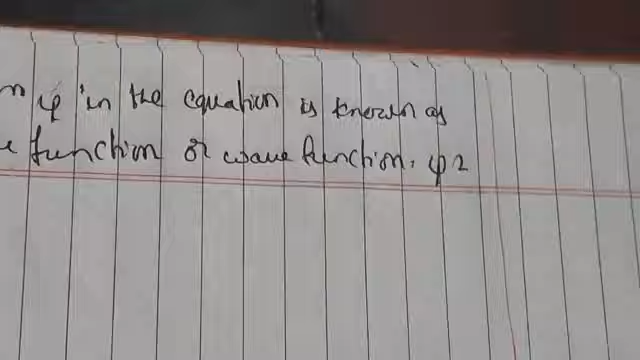 φ in the equation is known as
function or wave function. φ2